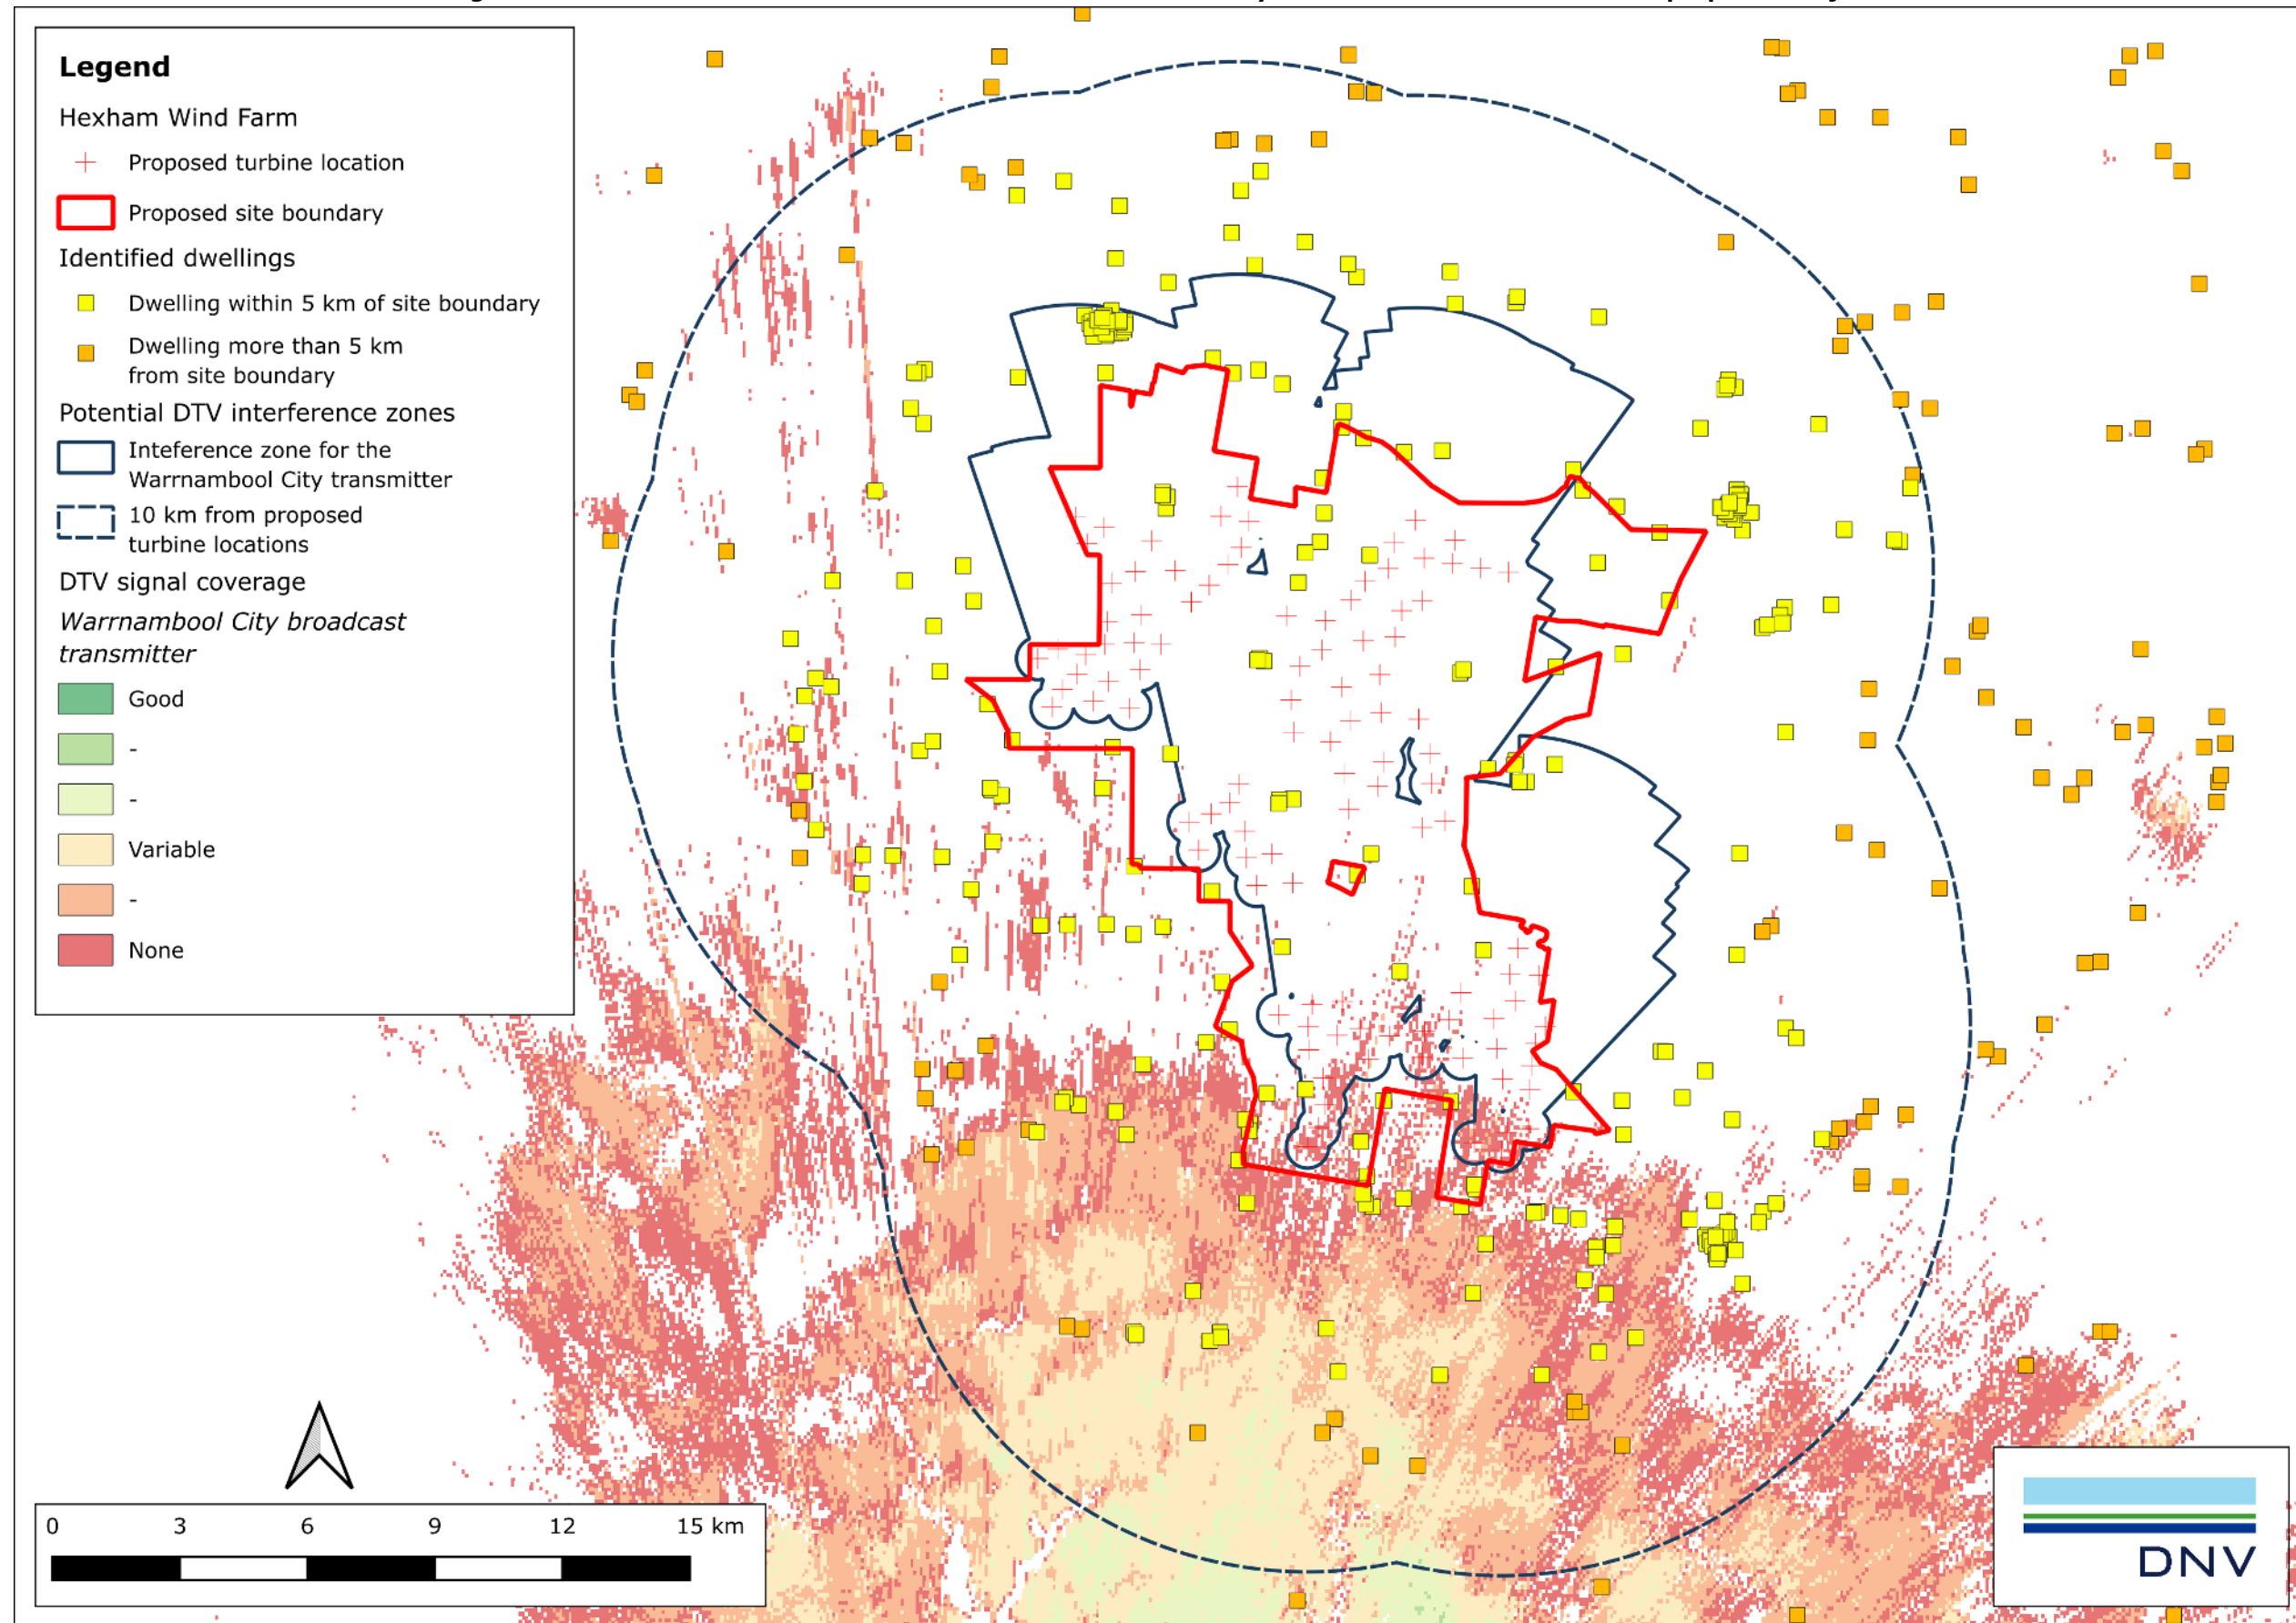 Legend
Hexham Wind Farm
Proposed turbine location
Proposed site boundary
Identified dwellings
Dwelling within 5 km of site boundary
Dwelling more than 5 km
from site boundary
Potential DTV interference zones
Inteference zone for the
Warrnambool City transmitter
10 km from proposed
turbine locations
DTV signal coverage
Warrnambool City broadcast
transmitter
Good
-
-
Variable
-
None
0 3 6 9 12 15 km
DNV